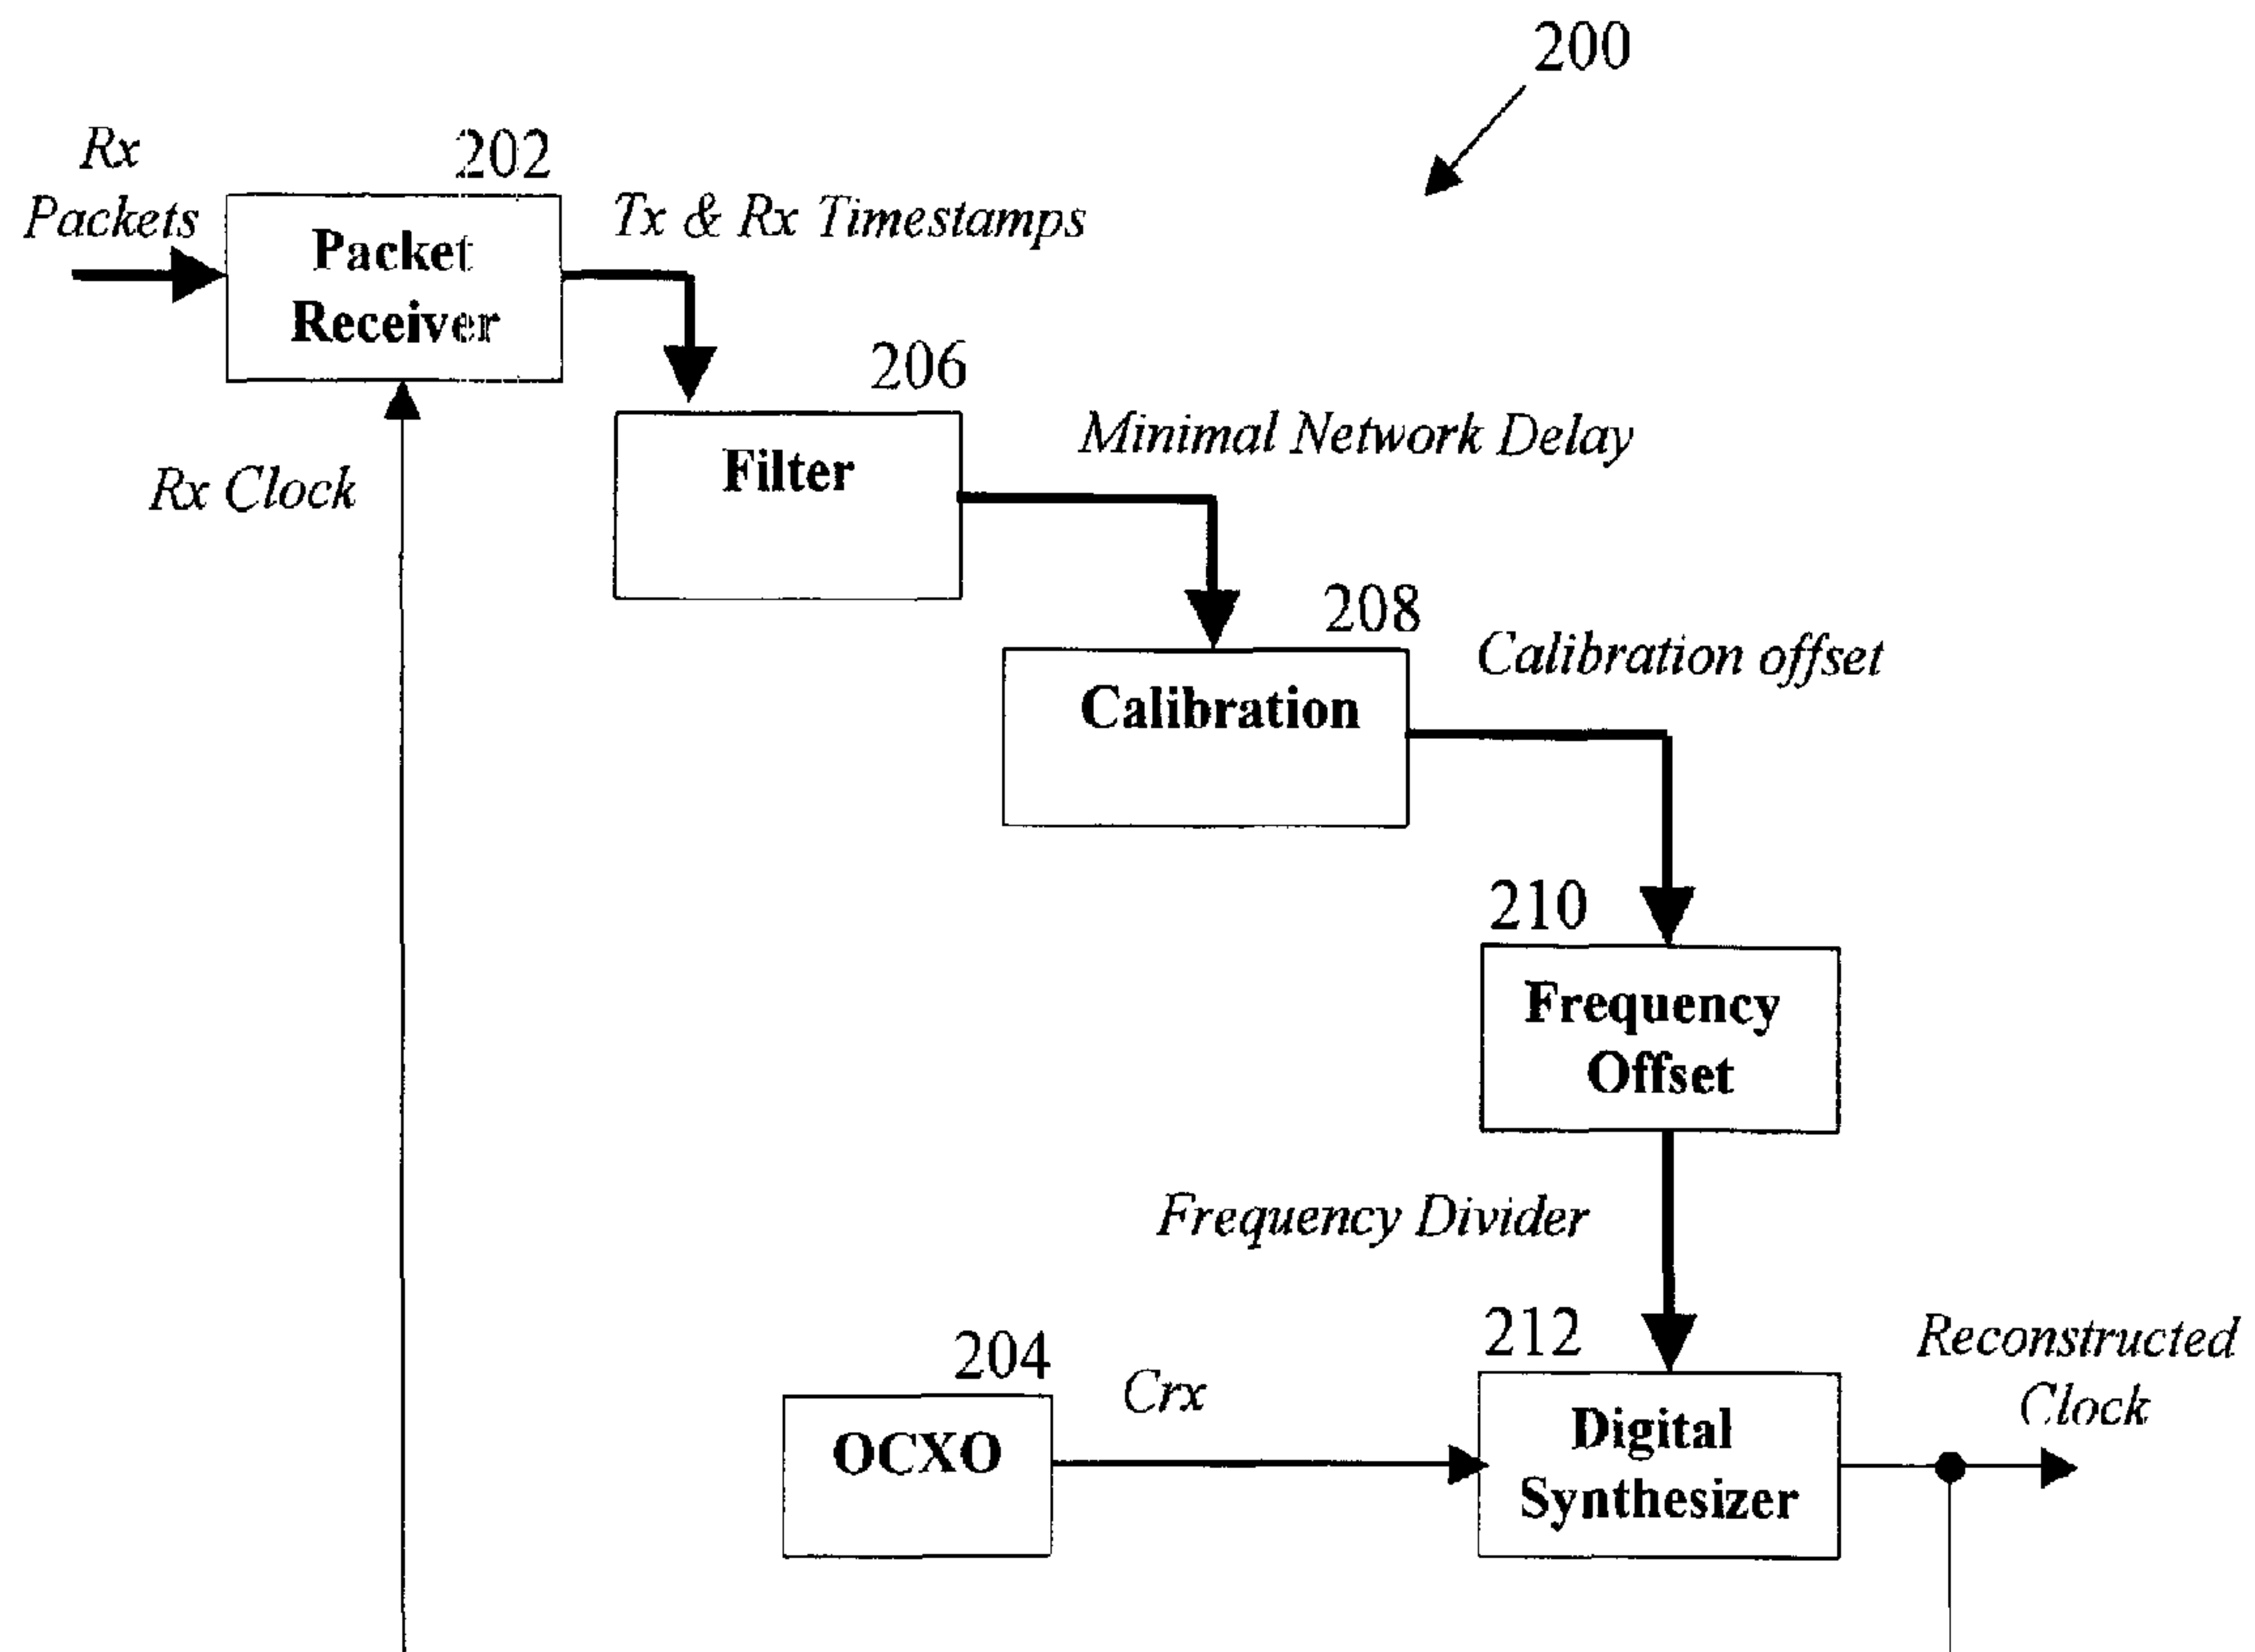 200
Rx
Packets
202
Packet
Receiver
Tx & Rx Timestamps
206
Filter
Minimal Network Delay
Rx Clock
208
Calibration
Calibration offset
210
Frequency
Offset
Frequency Divider
204
OCXO
Crx
212
Digital
Synthesizer
Reconstructed
Clock